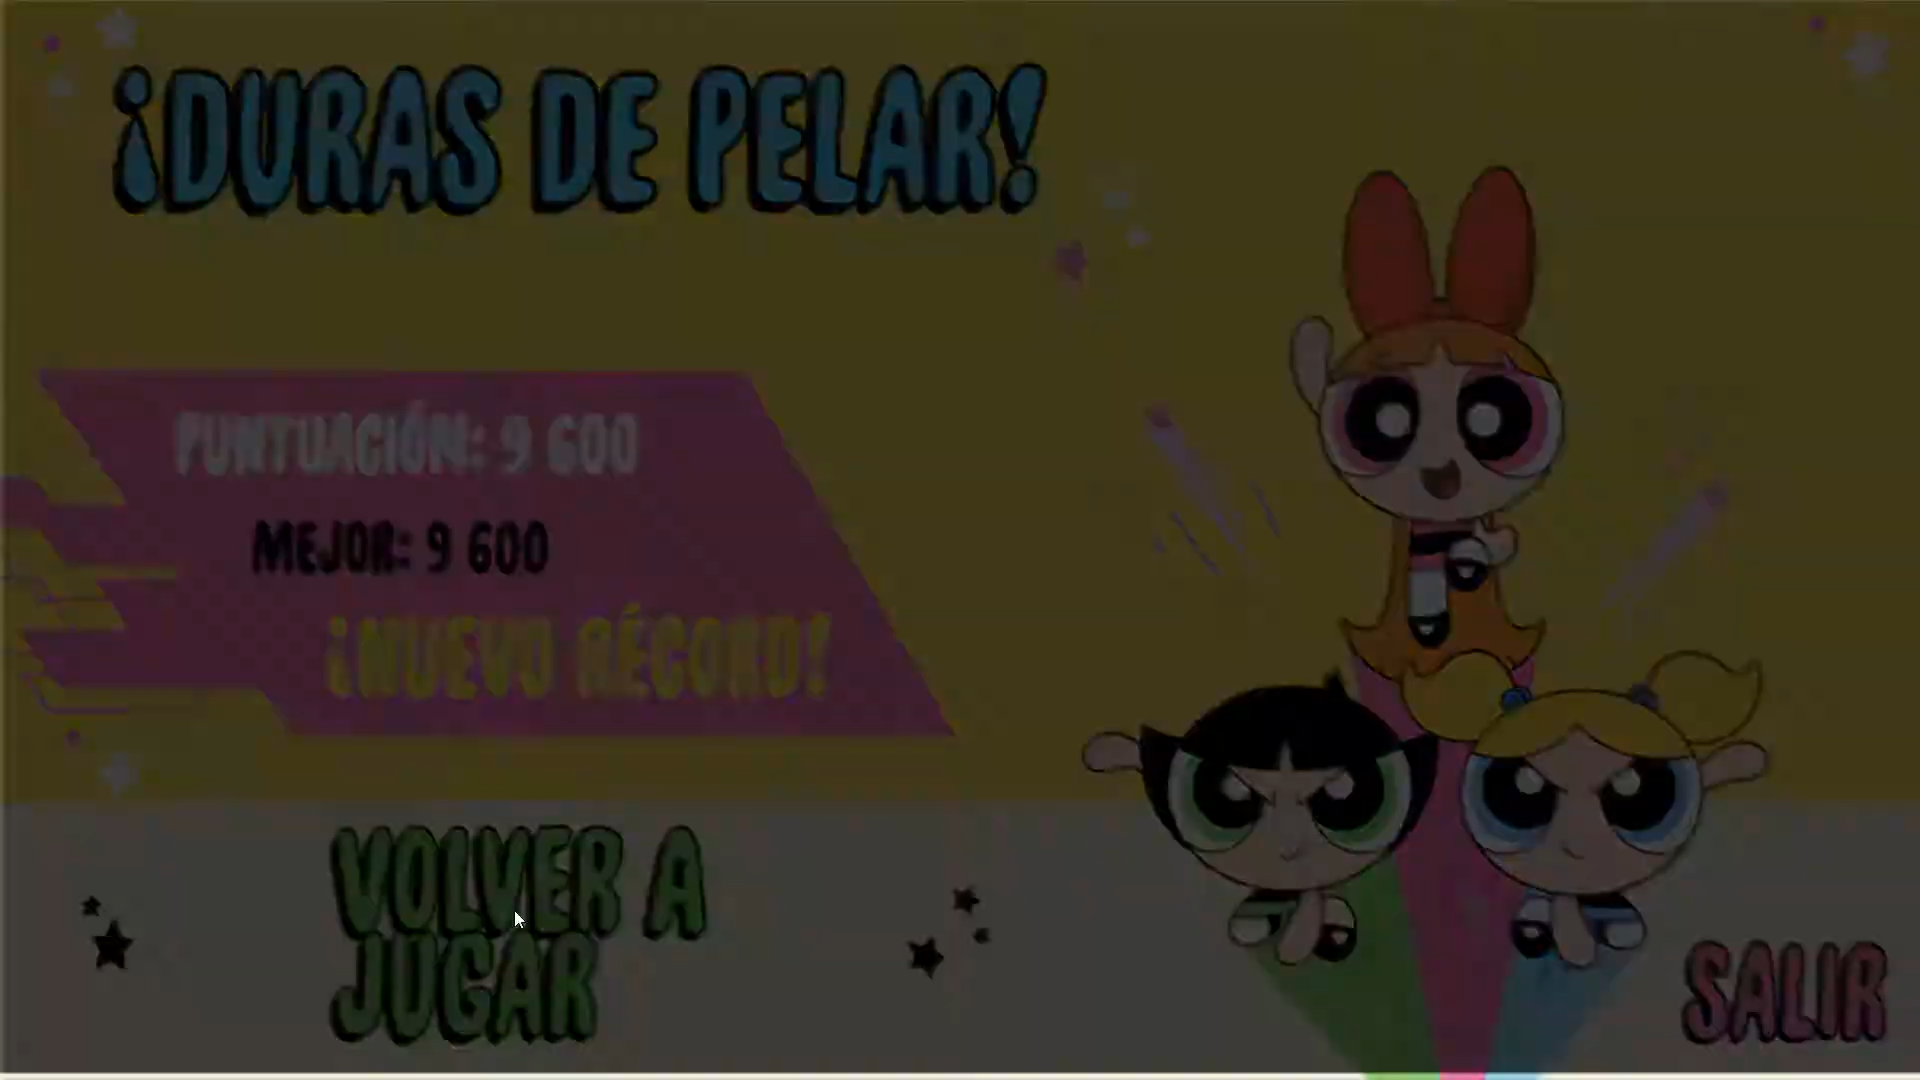 ¡DURAS DE PELAR!
PUNTUACIÓN: 9 600
MEJOR: 9 600
¡NUEVO RÉCORD!
VOLVER A
JUGAR
SALIR